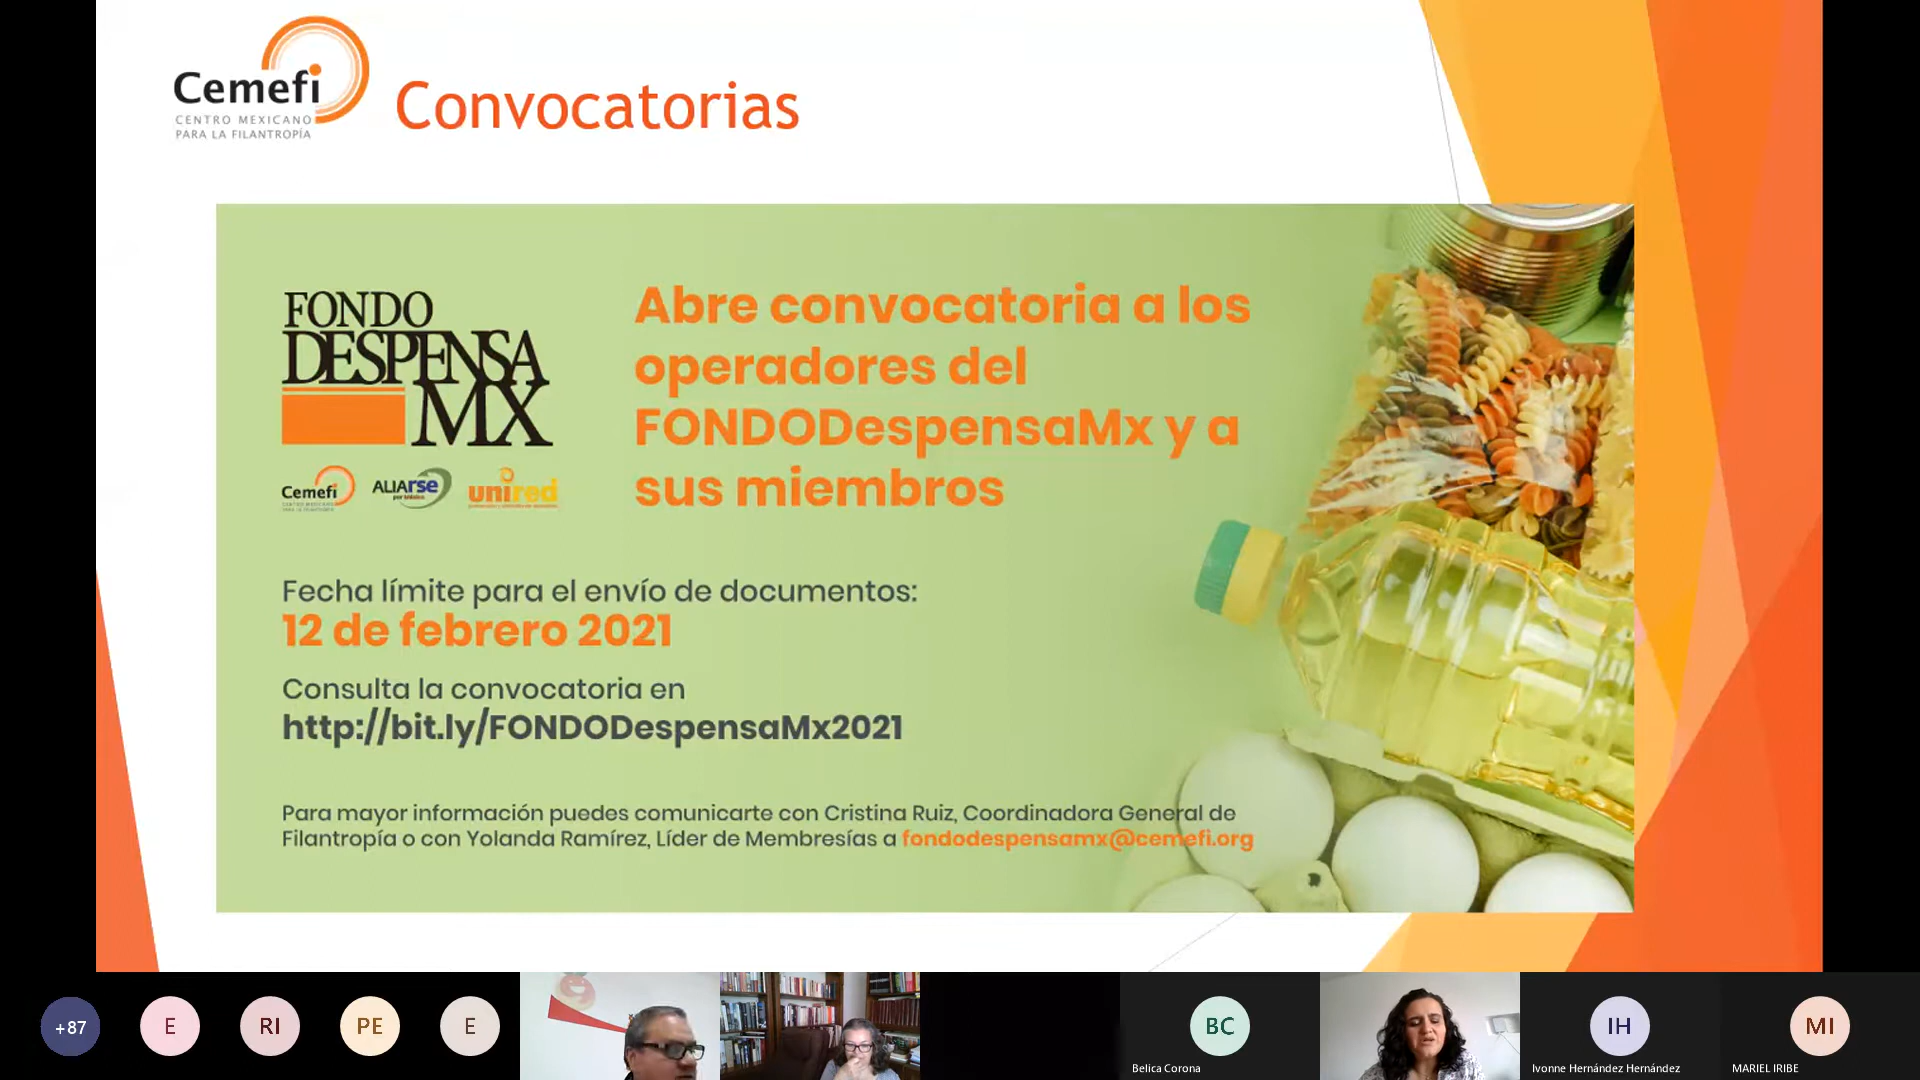 Cemefi
CENTRO MEXICANO
PARA LA FILANTROPÍA
Convocatorias
FONDO
DESPENSA
MX
Cemefi
ALIARSE
por México
unired
Abre convocatoria a los
operadores del
FONDODespensaMx y a
sus miembros
Fecha límite para el envío de documentos:
12 de febrero 2021
Consulta la convocatoria en
http://bit.ly/FONDODespensaMx2021
Para mayor información puedes comunicarte con Cristina Ruiz, Coordinadora General de
Filantropía o con Yolanda Ramírez, Líder de Membresías a fondodespensamx@cemefi.org
+87
E
RI
PE
E
BC
Belica Corona
IH
Ivonne Hernández Hernández
MI
MARIEL IRIBE